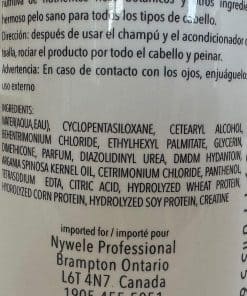 hermoso pelo sano para todos los tipos de cabello.
Dirección: después de usar el champú y el acondicionador
toalla, rociar el producto por todo el cabello y peinar.
Advertencia: En caso de contacto con los ojos, enjuáguelos
uso externo
INGREDIENTS:
WATER(AQUA,EAU), CYCLOPENTASILOXANE, CETEARYL ALCOHOL,
BEHENTRIMONIUM CHLORIDE, ETHYLHEXYL PALMITATE, GLYCERIN,
DIMETHICONE, PARFUM, DIAZOLIDINYL UREA, DMDM HYDANTOIN,
ARGANIA SPINOSA KERNEL OIL, CETRIMONIUM CHLORIDE, PANTHENOL
TETRASODIUM EDTA, CITRIC ACID, HYDROLYZED WHEAT PROTEIN,
HYDROLYZED CORN PROTEIN, HYDROLYZED SOY PROTEIN, CREATINE
imported for / importé pour
Nywele Professional
Brampton Ontario
L6T 4N7. Canada